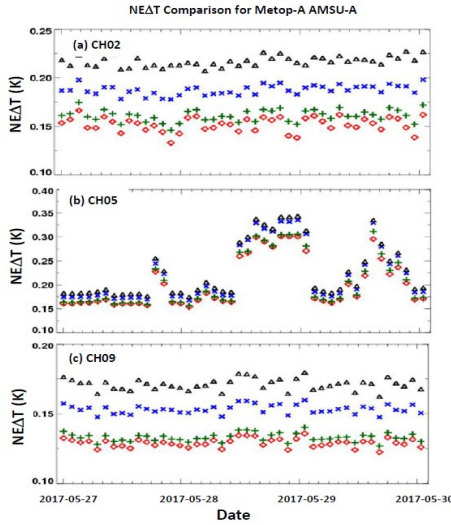 NEΔT Comparison for Metop-A AMSU-A
(a) CH02
0.25
0.20
0.15
0.10
NEΔT (K)
(b) CH05
0.40
0.35
0.30
0.25
0.20
0.15
0.10
NEΔT (K)
(c) CH09
0.20
0.15
0.10
NEΔT (K)
2017-05-27 2017-05-28 2017-05-29 2017-05-30
Date